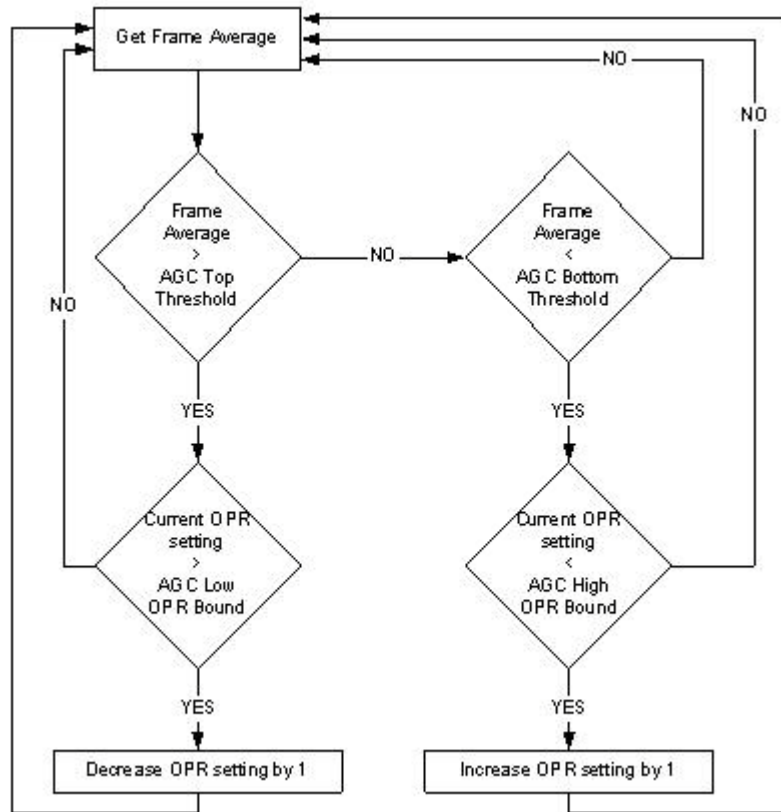 Get Frame Average
NO
NO
Frame
Average
>
AGC Top
Threshold
NO
Frame
Average
<
AGC Bottom
Threshold
NO
YES
YES
Current OPR
setting
>
AGC Low
OPR Bound
Current OPR
setting
<
AGC High
OPR Bound
YES
YES
Decrease OPR setting by 1
Increase OPR setting by 1